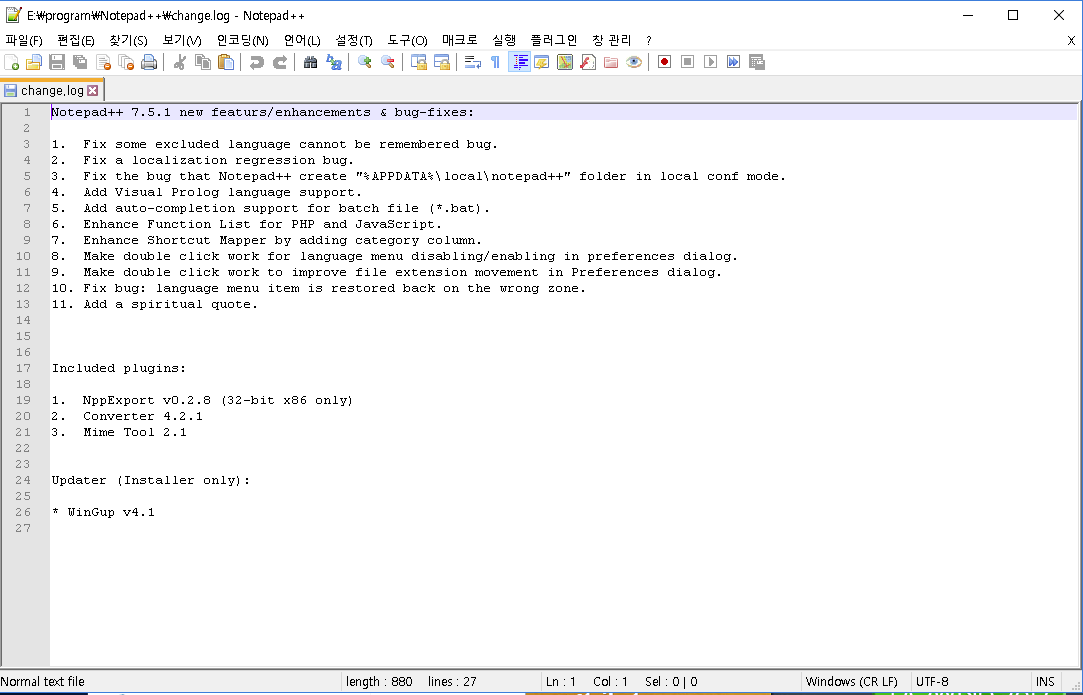 E:₩program₩Notepad++₩change.log - Notepad++
파일(F) 편집(E) 찾기(S) 보기(V) 인코딩(N) 언어(L) 설정(T) 도구(O) 매크로 실행 플러그인 창 관리 ? X
change.log
1 Notepad++ 7.5.1 new featurs/enhancements & bug-fixes:
2
3 1. Fix some excluded language cannot be remembered bug.
4 2. Fix a localization regression bug.
5 3. Fix the bug that Notepad++ create "%APPDATA%\local\notepad++" folder in local conf mode.
6 4. Add Visual Prolog language support.
7 5. Add auto-completion support for batch file (*.bat).
8 6. Enhance Function List for PHP and JavaScript.
9 7. Enhance Shortcut Mapper by adding category column.
10 8. Make double click work for language menu disabling/enabling in preferences dialog.
11 9. Make double click work to improve file extension movement in Preferences dialog.
12 10. Fix bug: language menu item is restored back on the wrong zone.
13 11. Add a spiritual quote.
14
15
16
17 Included plugins:
18
19 1. NppExport v0.2.8 (32-bit x86 only)
20 2. Converter 4.2.1
21 3. Mime Tool 2.1
22
23
24 Updater (Installer only):
25
26 * WinGup v4.1
27
Normal text file length : 880 lines : 27 Ln : 1 Col : 1 Sel : 0 | 0 Windows (CR LF) UTF-8 INS